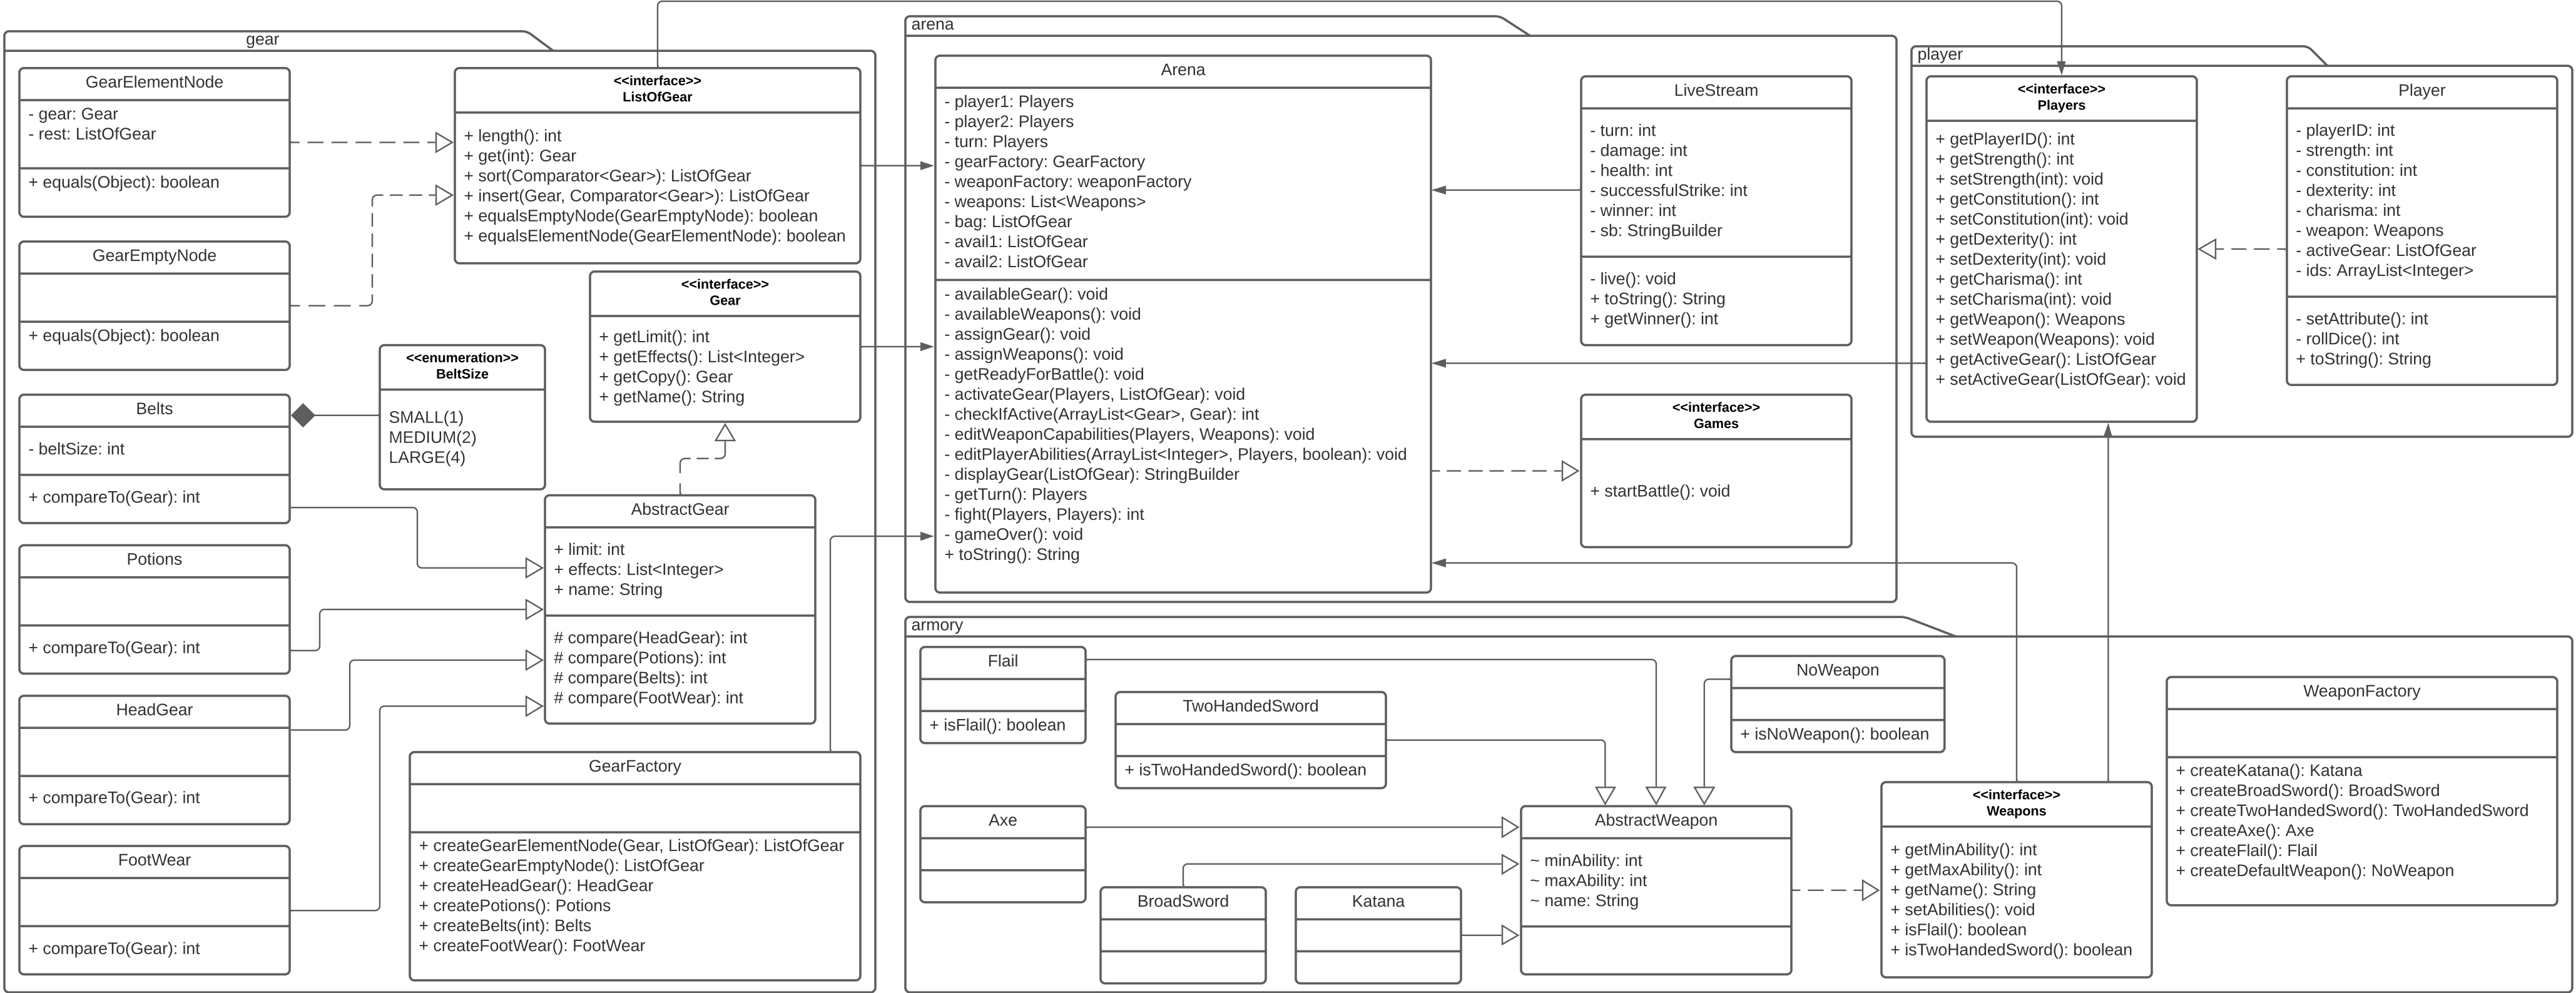 gear
GearElementNode
- gear: Gear
- rest: ListOfGear
+ equals(Object): boolean
GearEmptyNode
+ equals(Object): boolean
<<interface>>
ListOfGear
+ length(): int
+ get(int): Gear
+ sort(Comparator<Gear>): ListOfGear
+ insert(Gear, Comparator<Gear>): ListOfGear
+ equalsEmptyNode(GearEmptyNode): boolean
+ equalsElementNode(GearElementNode): boolean
<<interface>>
Gear
+ getLimit(): int
+ getEffects(): List<Integer>
+ getCopy(): Gear
+ getName(): String
<<enumeration>>
BeltSize
SMALL(1)
MEDIUM(2)
LARGE(4)
Belts
- beltSize: int
+ compareTo(Gear): int
Potions
+ compareTo(Gear): int
HeadGear
+ compareTo(Gear): int
FootWear
+ compareTo(Gear): int
AbstractGear
+ limit: int
+ effects: List<Integer>
+ name: String
# compare(HeadGear): int
# compare(Potions): int
# compare(Belts): int
# compare(FootWear): int
GearFactory
+ createGearElementNode(Gear, ListOfGear): ListOfGear
+ createGearEmptyNode(): ListOfGear
+ createHeadGear(): HeadGear
+ createPotions(): Potions
+ createBelts(int): Belts
+ createFootWear(): FootWear
arena
Arena
- player1: Players
- player2: Players
- turn: Players
- gearFactory: GearFactory
- weaponFactory: weaponFactory
- weapons: List<Weapons>
- bag: ListOfGear
- avail1: ListOfGear
- avail2: ListOfGear
- availableGear(): void
- availableWeapons(): void
- assignGear(): void
- assignWeapons(): void
- getReadyForBattle(): void
- activateGear(Players, ListOfGear): void
- checkIfActive(ArrayList<Gear>, Gear): int
- editWeaponCapabilities(Players, Weapons): void
- editPlayerAbilities(ArrayList<Integer>, Players, boolean): void
- displayGear(ListOfGear): StringBuilder
- getTurn(): Players
- fight(Players, Players): int
- gameOver(): void
+ toString(): String
LiveStream
- turn: int
- damage: int
- health: int
- successfulStrike: int
- winner: int
- sb: StringBuilder
- live(): void
+ toString(): String
+ getWinner(): int
<<interface>>
Games
+ startBattle(): void
player
<<interface>>
Players
+ getPlayerID(): int
+ getStrength(): int
+ setStrength(int): void
+ getConstitution(): int
+ setConstitution(int): void
+ getDexterity(): int
+ setDexterity(int): void
+ getCharisma(): int
+ setCharisma(int): void
+ getWeapon(): Weapons
+ setWeapon(Weapons): void
+ getActiveGear(): ListOfGear
+ setActiveGear(ListOfGear): void
Player
- playerID: int
- strength: int
- constitution: int
- dexterity: int
- charisma: int
- weapon: Weapons
- activeGear: ListOfGear
- ids: ArrayList<Integer>
- setAttribute(): int
- rollDice(): int
+ toString(): String
armory
Flail
+ isFlail(): boolean
TwoHandedSword
+ isTwoHandedSword(): boolean
NoWeapon
+ isNoWeapon(): boolean
Axe
BroadSword
Katana
AbstractWeapon
~ minAbility: int
~ maxAbility: int
~ name: String
<<interface>>
Weapons
+ getMinAbility(): int
+ getMaxAbility(): int
+ getName(): String
+ setAbilities(): void
+ isFlail(): boolean
+ isTwoHandedSword(): boolean
WeaponFactory
+ createKatana(): Katana
+ createBroadSword(): BroadSword
+ createTwoHandedSword(): TwoHandedSword
+ createAxe(): Axe
+ createFlail(): Flail
+ createDefaultWeapon(): NoWeapon